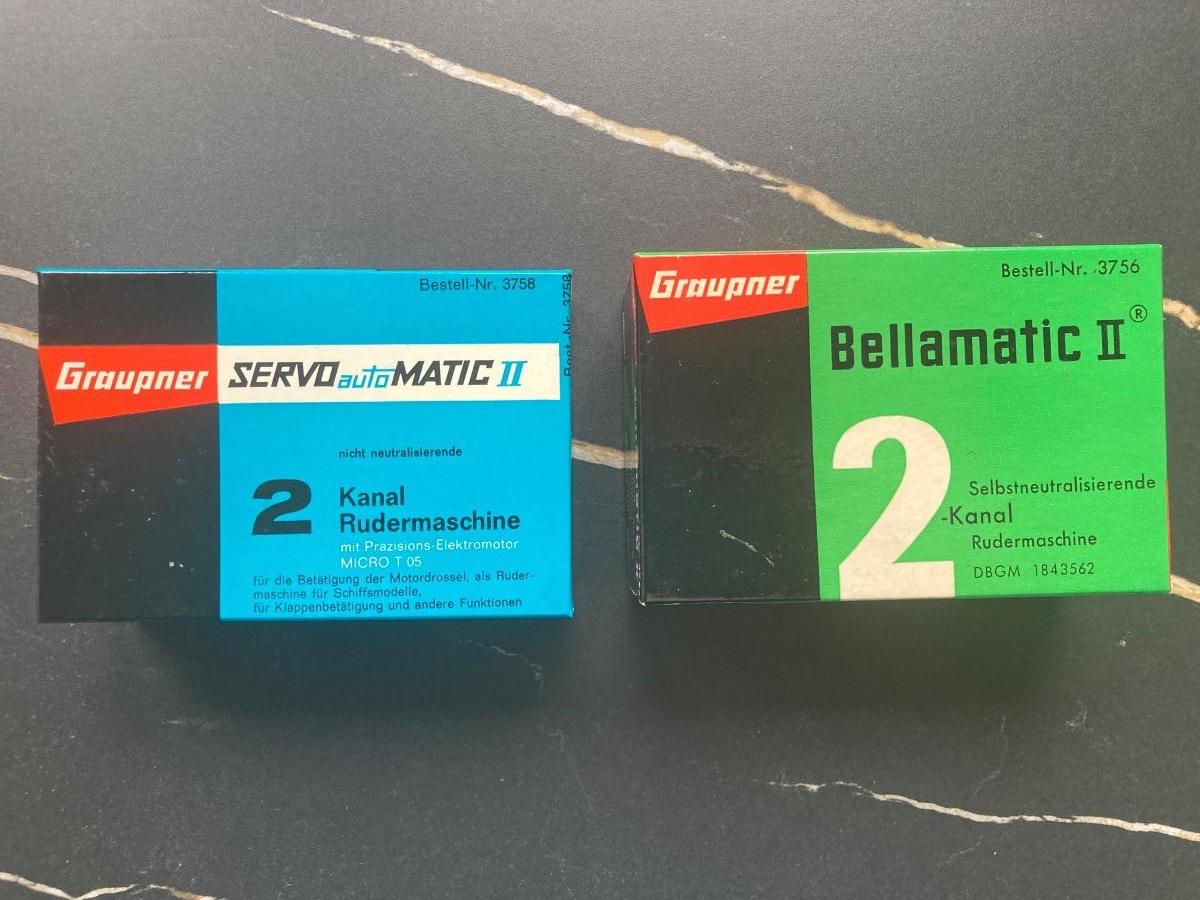 Bestell-Nr. 3758
Best.-Nr. 3758
Graupner
SERVO autoMATIC II
nicht neutralisierende
2 Kanal
Rudermaschine
mit Präzisions-Elektromotor
MICRO T 05
für die Betätigung der Motordrossel, als Ruder-
maschine für Schiffsmodelle,
für Klappenbetätigung und andere Funktionen
Graupner
Bestell-Nr. 3756
Bellamatic II ®
Selbstneutralisierende
2-Kanal
Rudermaschine
DBGM 1843562